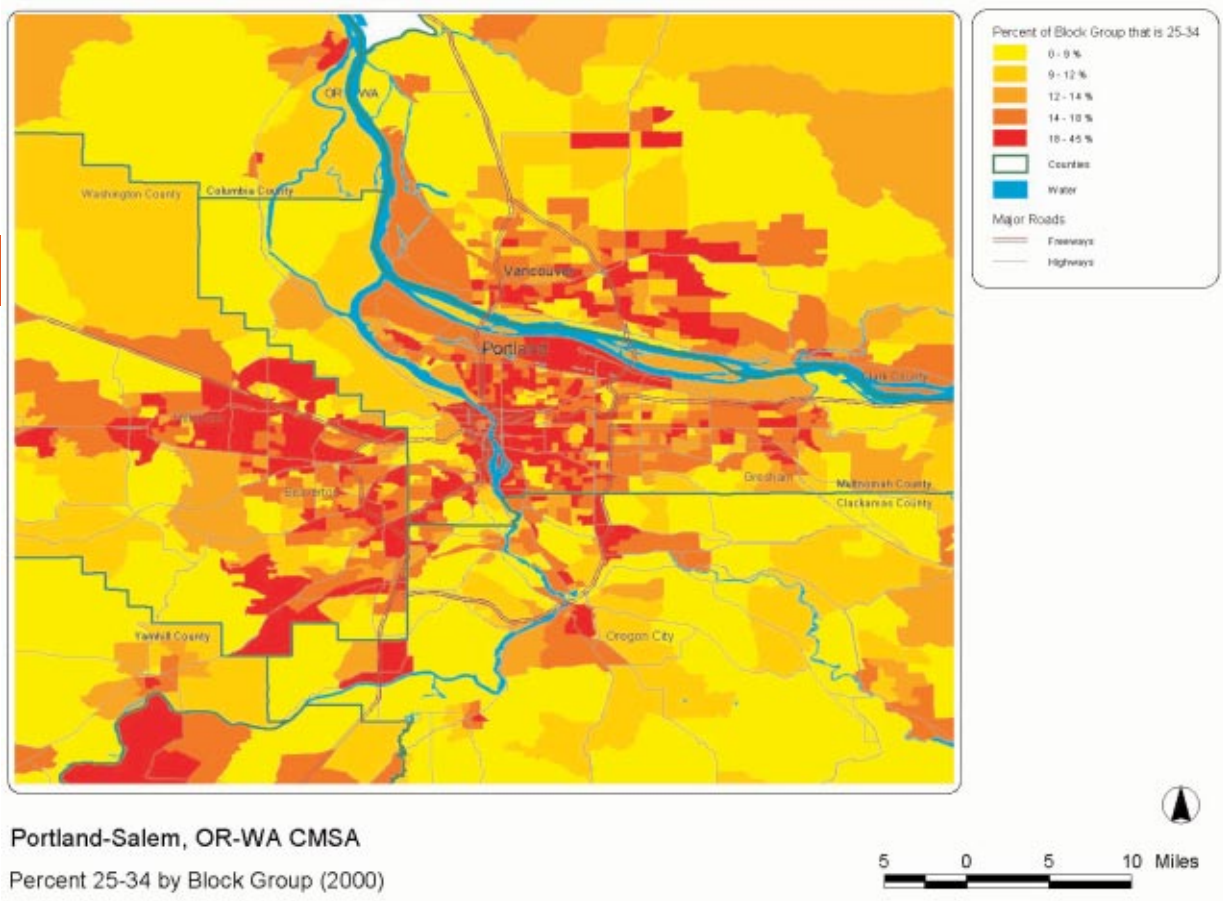 Percent of Block Group that is 25-34
0 - 9 %
9 - 12 %
12 - 14 %
14 - 18 %
18 - 45 %
Counties
Water
Major Roads
Freeways
Highways
OR
WA
Washington County
Columbia County
Vancouver
Portland
Clark County
Beaverton
Gresham
Multnomah County
Clackamas County
Yamhill County
Oregon City
Portland-Salem, OR-WA CMSA
Percent 25-34 by Block Group (2000)
5 0 5 10 Miles